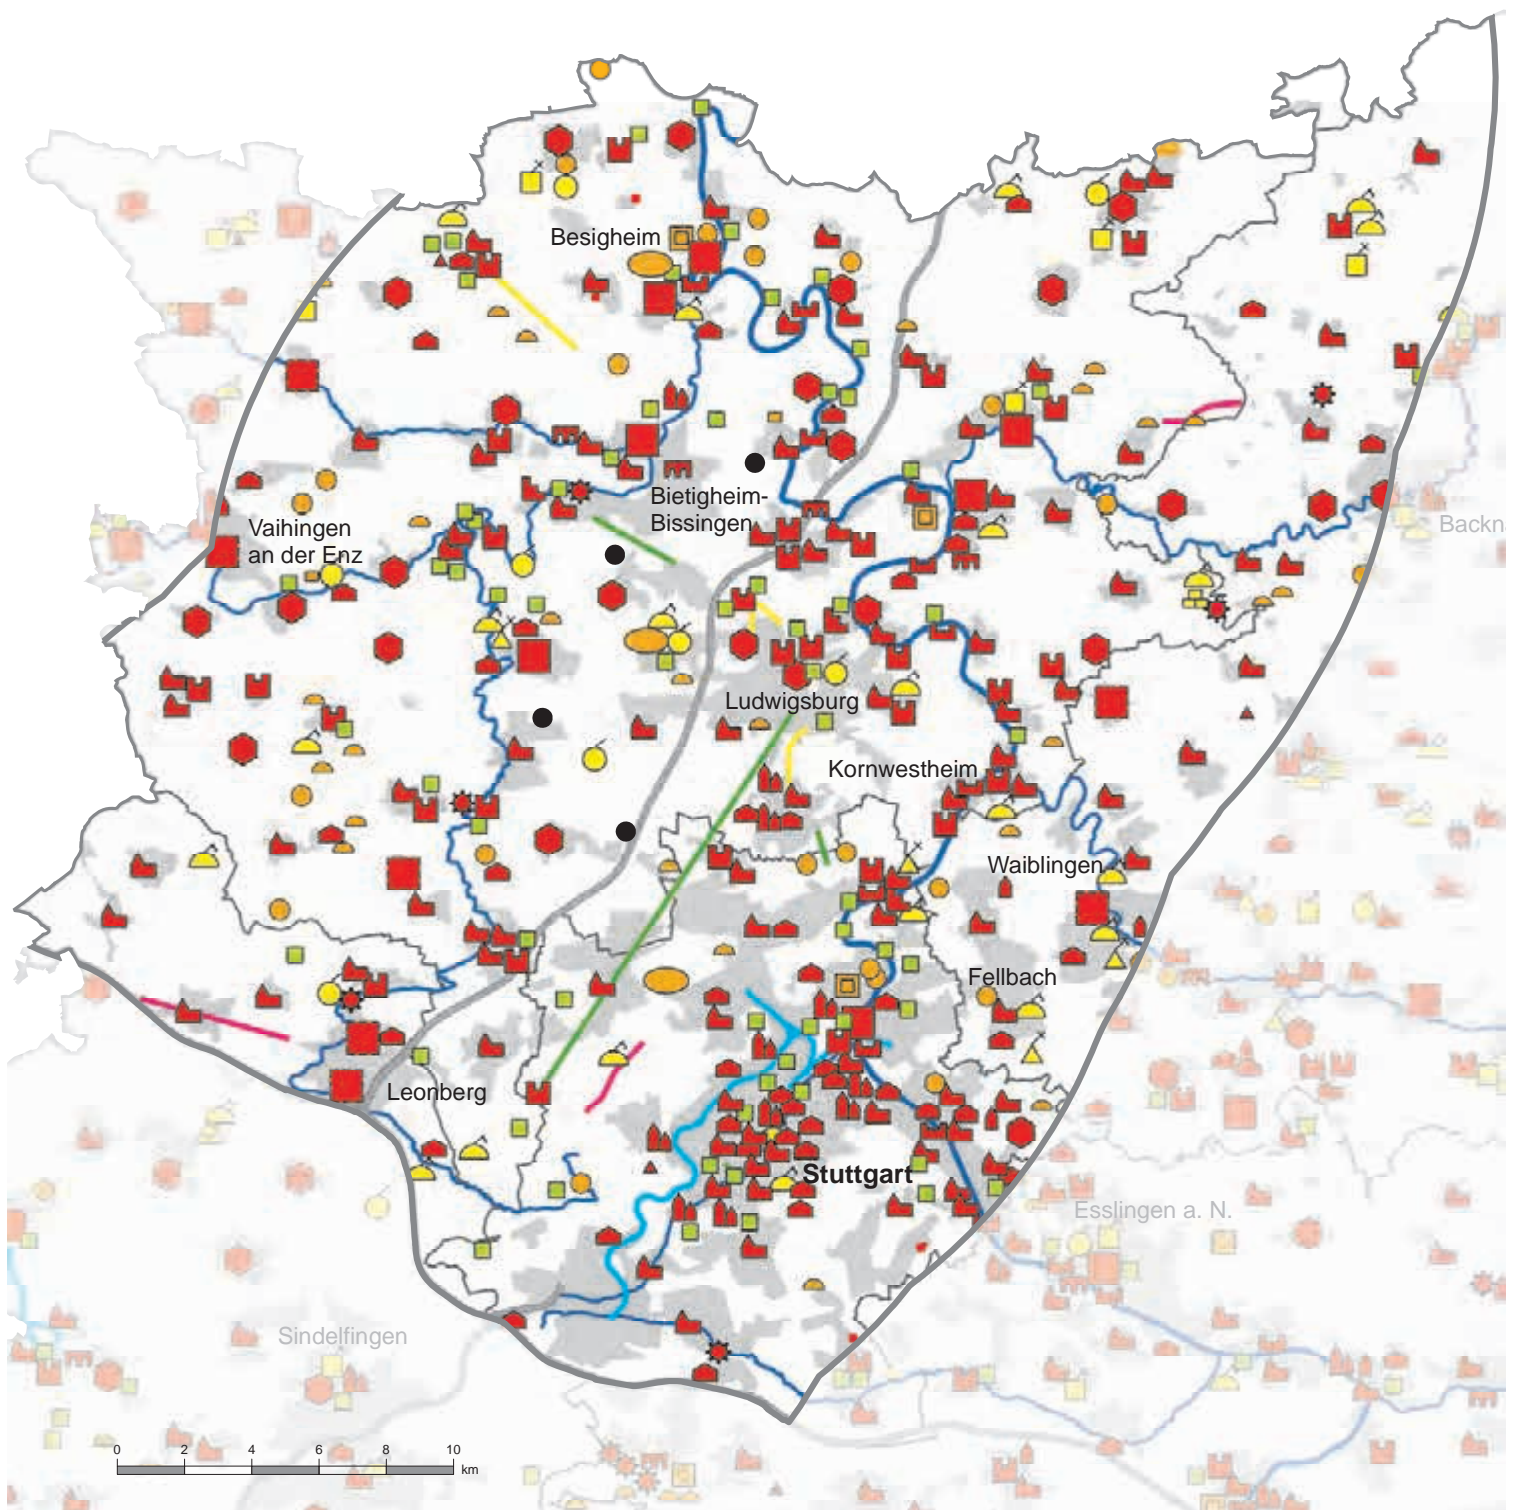 Besigheim
Bietigheim-
Bissingen
Vaihingen
an der Enz
Backn
Ludwigsburg
Kornwestheim
Waiblingen
Fellbach
Leonberg
Stuttgart
Esslingen a. N.
Sindelfingen
0 2 4 6 8 10
km